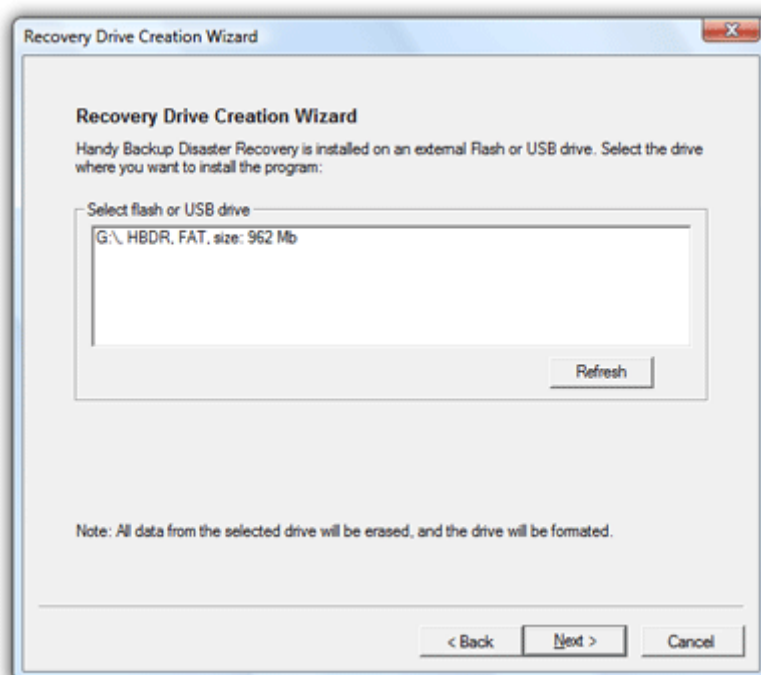 Recovery Drive Creation Wizard
Recovery Drive Creation Wizard
Handy Backup Disaster Recovery is installed on an external Flash or USB drive. Select the drive
where you want to install the program:
Select flash or USB drive
G:\, HBDR, FAT, size: 962 Mb
Refresh
Note: All data from the selected drive will be erased, and the drive will be formated.
< Back
Next >
Cancel